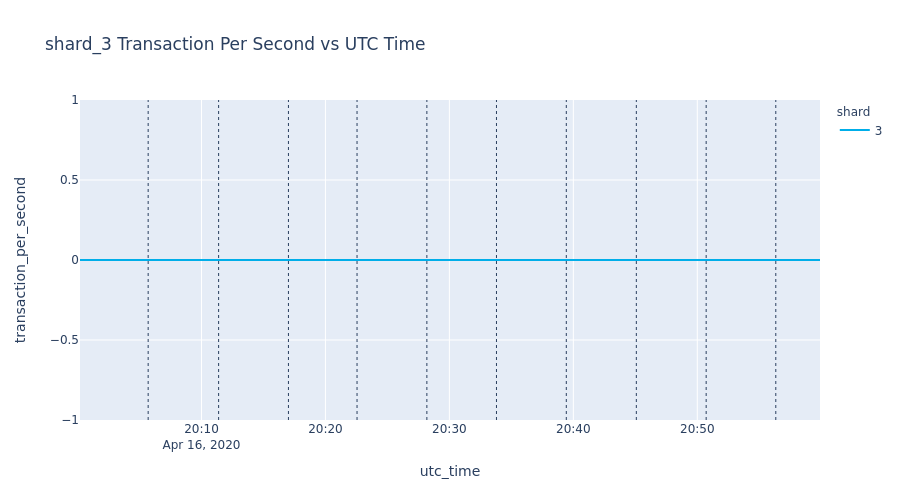 shard_3 Transaction Per Second vs UTC Time
shard
3
transaction_per_second
1
0.5
0
−0.5
−1
20:10
20:20
20:30
20:40
20:50
Apr 16, 2020
utc_time